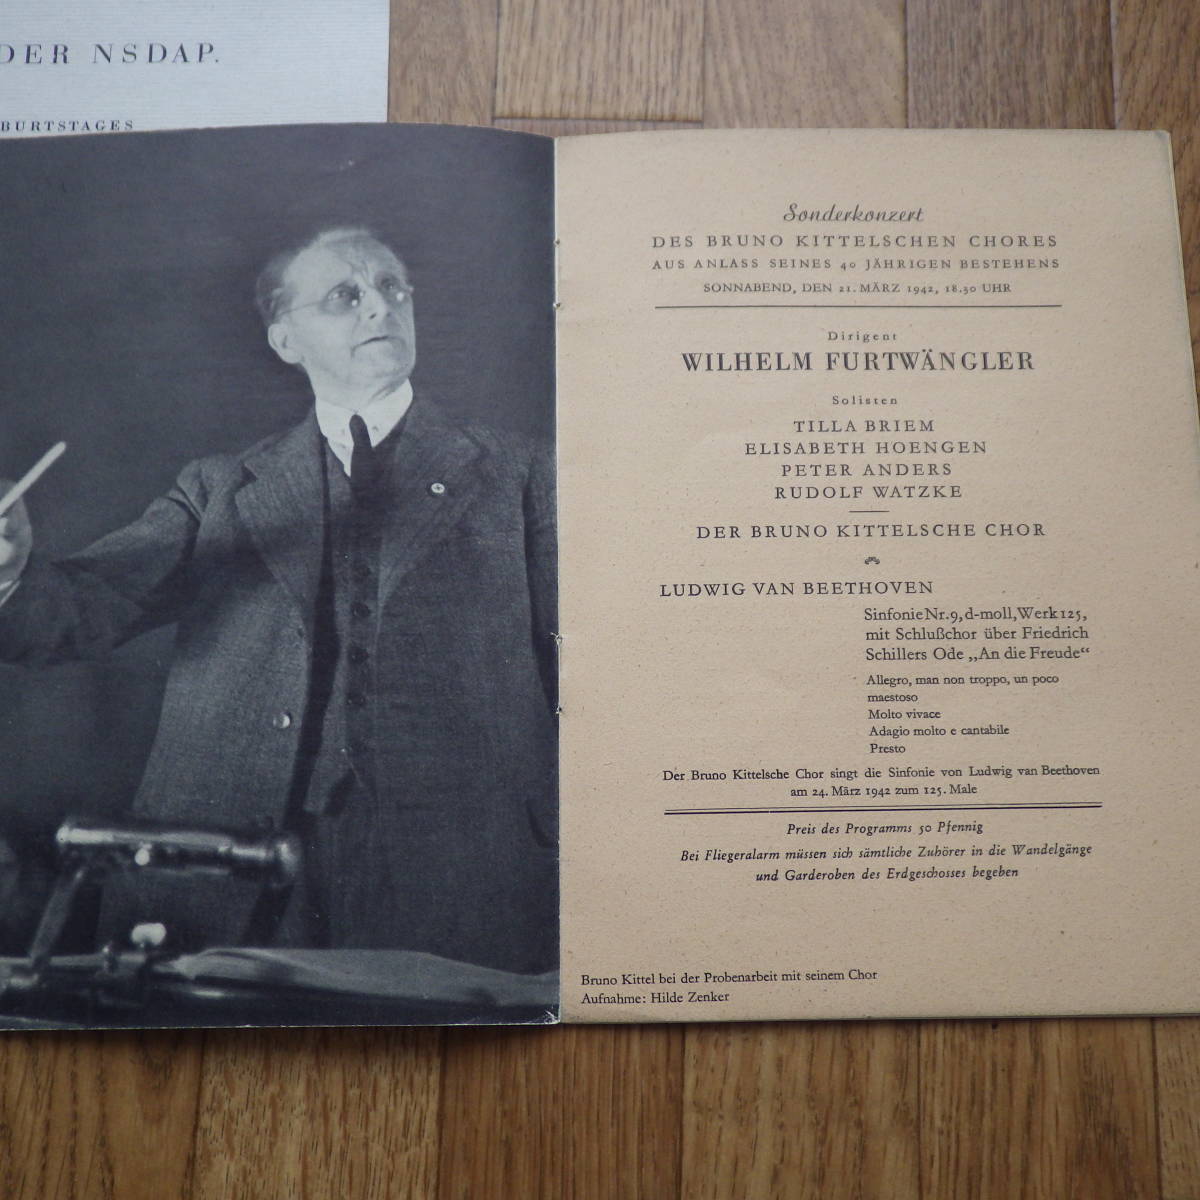 DER NSDAP.
BURTSTAGES
Sonderkonzert
DES BRUNO KITTELSCHEN CHORES
AUS ANLASS SEINES 40 JÄHRIGEN BESTEHENS
SONNABEND, DEN 21. MÄRZ 1942, 18.30 UHR
Dirigent
WILHELM FURTWÄNGLER
Solisten
TILLA BRIEM
ELISABETH HOENGEN
PETER ANDERS
RUDOLF WATZKE
DER BRUNO KITTELSCHE CHOR
LUDWIG VAN BEETHOVEN
Sinfonie Nr. 9, d-moll, Werk 125,
mit Schlußchor über Friedrich
Schillers Ode „An die Freude“
Allegro, man non troppo, un poco
maestoso
Molto vivace
Adagio molto e cantabile
Presto
Der Bruno Kittelsche Chor singt die Sinfonie von Ludwig van Beethoven
am 24. März 1942 zum 125. Male
Preis des Programms 50 Pfennig
Bei Fliegeralarm müssen sich sämtliche Zuhörer in die Wandelgänge
und Garderoben des Erdgeschosses begeben
Bruno Kittel bei der Probenarbeit mit seinem Chor
Aufnahme: Hilde Zenker